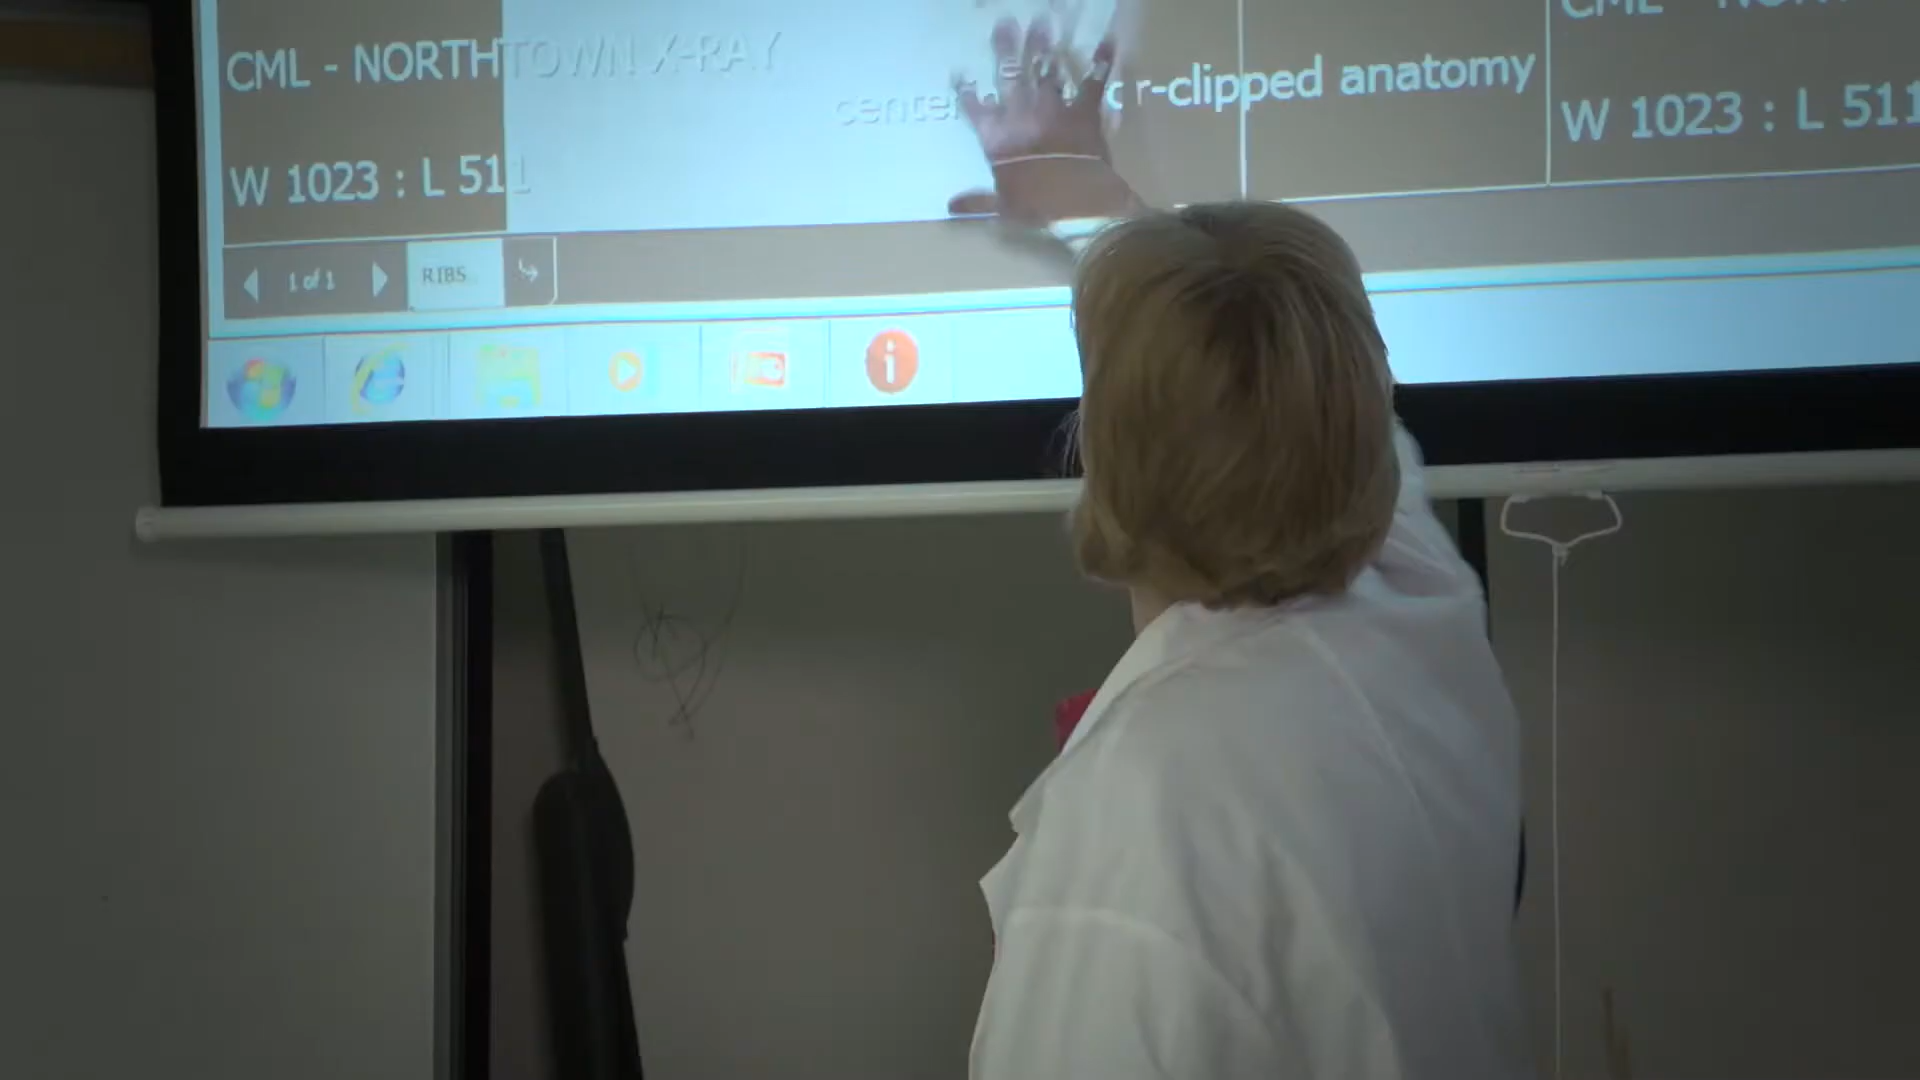 CML - NORTHTOWN X-RAY
W 1023 : L 511
r-clipped anatomy
W 1023 : L 511
1 of 1
RIBS